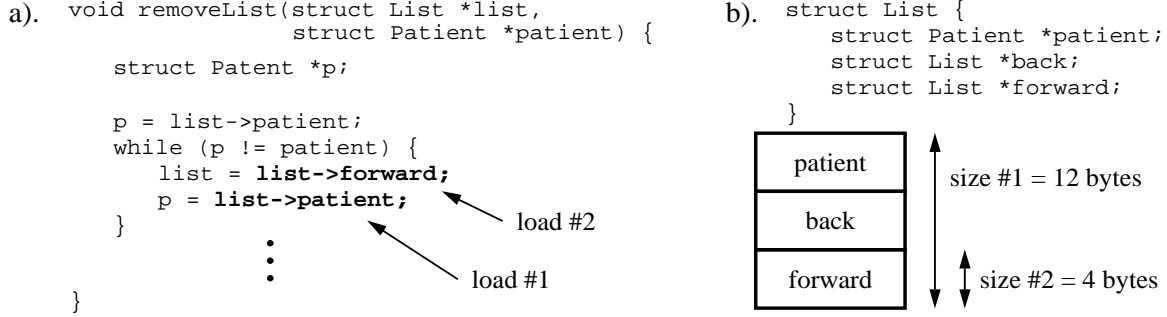 a).
void removeList(struct List *list,
struct Patient *patient) {
struct Patent *p;
p = list->patient;
while (p != patient) {
list = list->forward;
p = list->patient;
}
load #2
load #1
}
b).
struct List {
struct Patient *patient;
struct List *back;
struct List *forward;
}
patient
back
forward
size #1 = 12 bytes
size #2 = 4 bytes